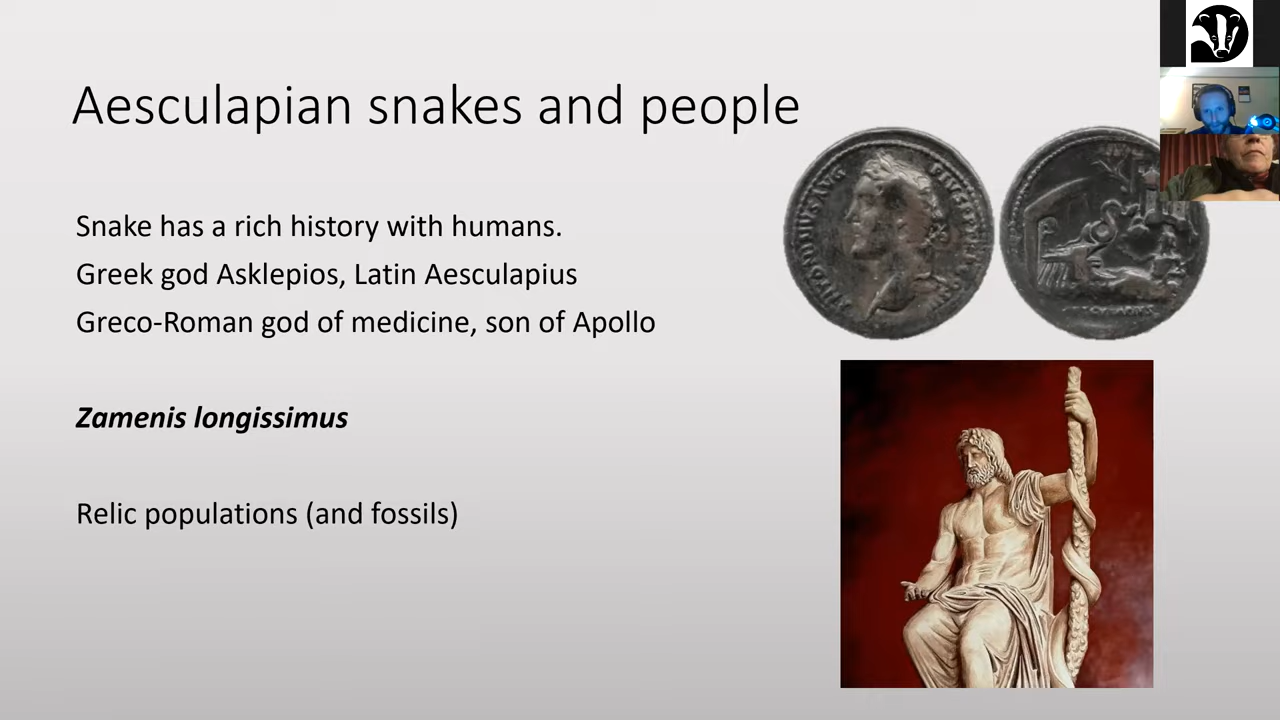 Aesculapian snakes and people
Snake has a rich history with humans.
Greek god Asklepios, Latin Aesculapius
Greco-Roman god of medicine, son of Apollo
Zamenis longissimus
Relic populations (and fossils)